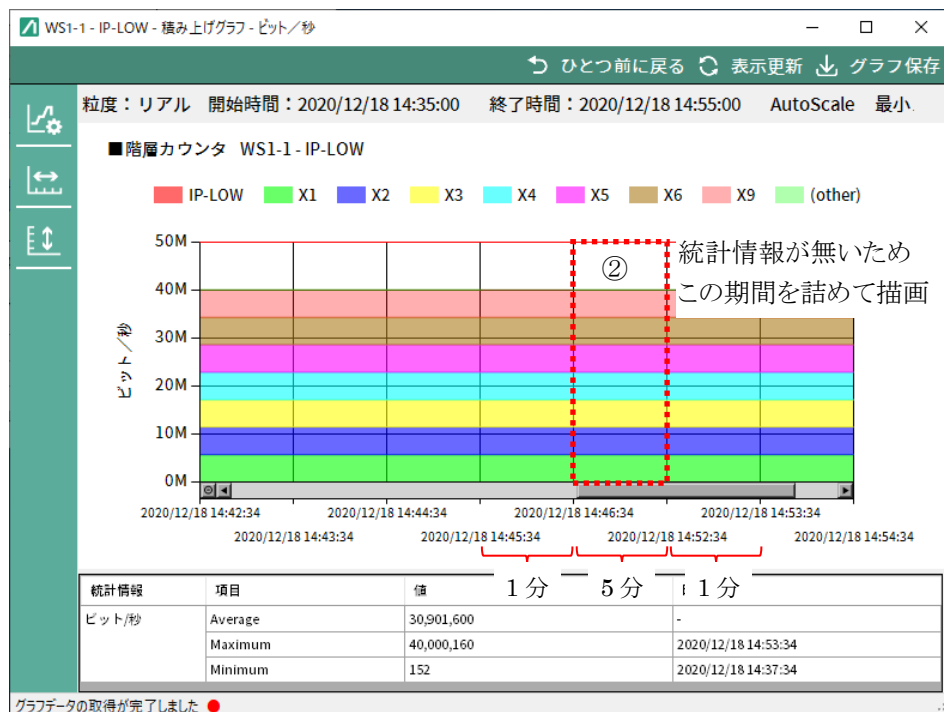 WS1-1 - IP-LOW - 積み上げグラフ - ビット／秒
ひとつ前に戻る 表示更新 グラフ保存
粒度：リアル 開始時間：2020/12/18 14:35:00 終了時間：2020/12/18 14:55:00 AutoScale 最小
■階層カウンタ WS1-1 - IP-LOW
IP-LOW X1 X2 X3 X4 X5 X6 X9 (other)
統計情報が無いため
この期間を詰めて描画
②
ビット／秒
50M
40M
30M
20M
10M
0M
2020/12/18 14:42:34 2020/12/18 14:44:34 2020/12/18 14:46:34 2020/12/18 14:53:34
2020/12/18 14:43:34 2020/12/18 14:45:34 2020/12/18 14:52:34 2020/12/18 14:54:34
1分 5分 1分
統計情報 項目 値
ビット/秒 Average 30,901,600 -
Maximum 40,000,160 2020/12/18 14:53:34
Minimum 152 2020/12/18 14:37:34
グラフデータの取得が完了しました